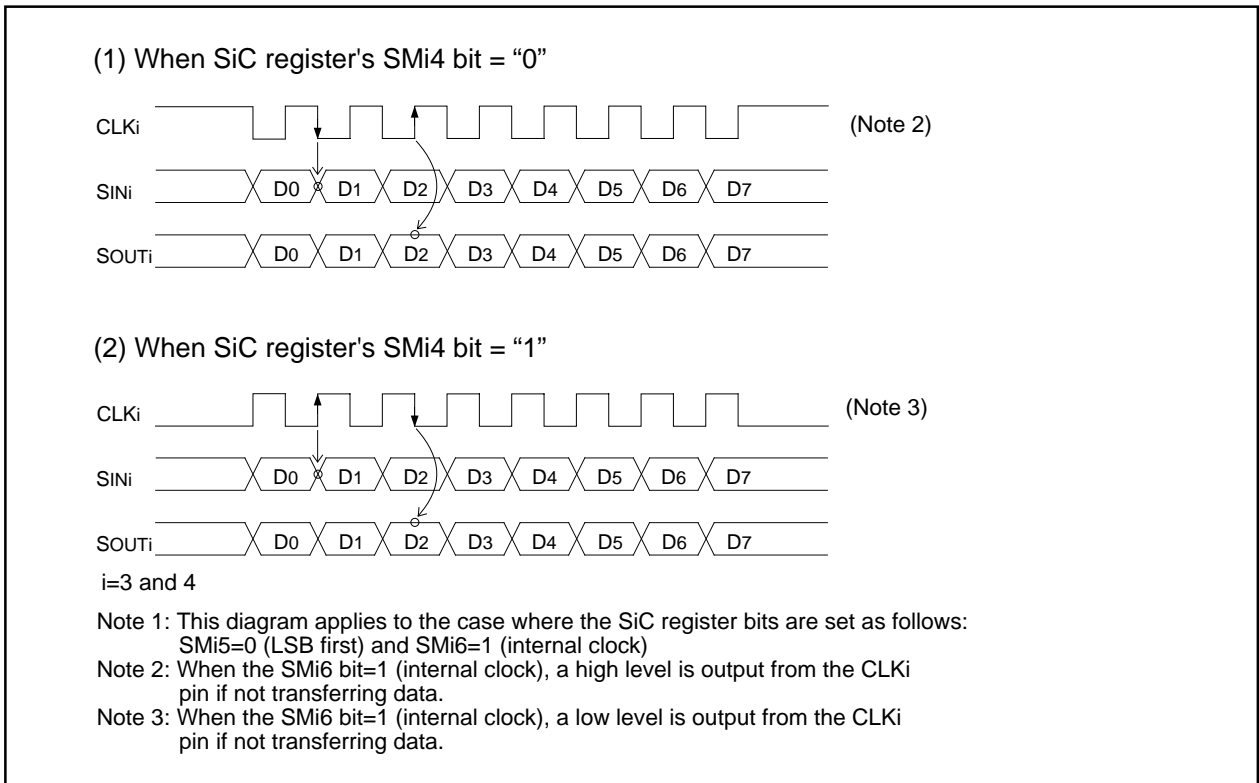 (1) When SiC register's SMi4 bit = “0”
CLKi
(Note 2)
SINi D0 D1 D2 D3 D4 D5 D6 D7
SOUTi D0 D1 D2 D3 D4 D5 D6 D7
(2) When SiC register's SMi4 bit = “1”
CLKi
(Note 3)
SINi D0 D1 D2 D3 D4 D5 D6 D7
SOUTi D0 D1 D2 D3 D4 D5 D6 D7
i=3 and 4
Note 1: This diagram applies to the case where the SiC register bits are set as follows:
SMi5=0 (LSB first) and SMi6=1 (internal clock)
Note 2: When the SMi6 bit=1 (internal clock), a high level is output from the CLKi
pin if not transferring data.
Note 3: When the SMi6 bit=1 (internal clock), a low level is output from the CLKi
pin if not transferring data.